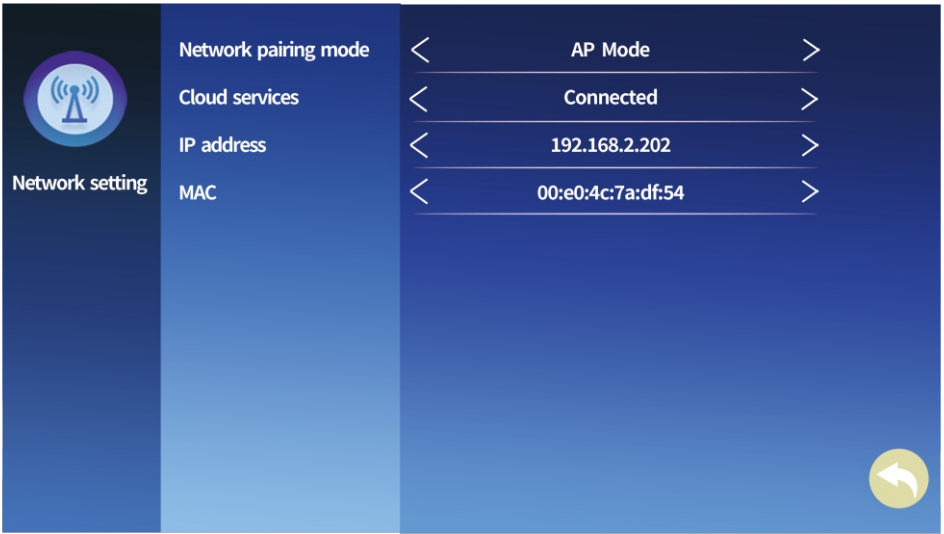 Network setting
Network pairing mode < AP Mode >
Cloud services < Connected >
IP address < 192.168.2.202 >
MAC < 00:e0:4c:7a:df:54 >